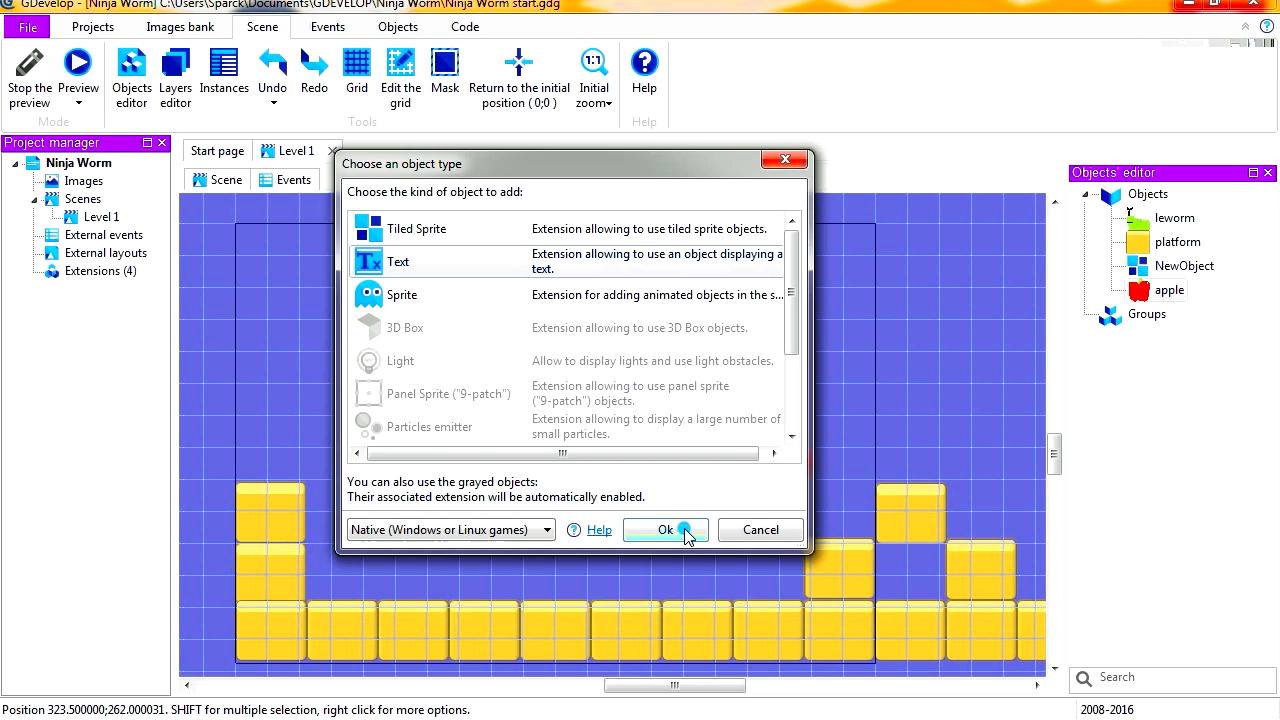 GDevelop - [Ninja Worm] C:\Users\Sparck\Documents\GDEVELOP\Ninja Worm\Ninja Worm start.gdg
File Projects Images bank Scene Events Objects Code
Stop the preview
Preview
Objects editor
Layers editor
Instances
Undo
Redo
Grid
Edit the grid
Mask
Return to the initial position ( 0;0 )
Initial zoom
1:1
Help
Mode
Tools
Help
Project manager
Ninja Worm
Images
Scenes
Level 1
External events
External layouts
Extensions (4)
Start page
Level 1
Scene
Events
Choose an object type
Choose the kind of object to add:
Tiled Sprite Extension allowing to use tiled sprite objects.
Text Extension allowing to use an object displaying a
text.
Sprite Extension for adding animated objects in the s...
3D Box Extension allowing to use 3D Box objects.
Light Allow to display lights and use light obstacles.
Panel Sprite ("9-patch") Extension allowing to use panel sprite
("9-patch") objects.
Particles emitter Extension allowing to display a large number of
small particles.
You can also use the grayed objects:
Their associated extension will be automatically enabled.
Native (Windows or Linux games)
Help
Ok
Cancel
Objects' editor
Objects
leworm
platform
NewObject
apple
Groups
Search
Position 323.500000;262.000031. SHIFT for multiple selection, right click for more options.
2008-2016